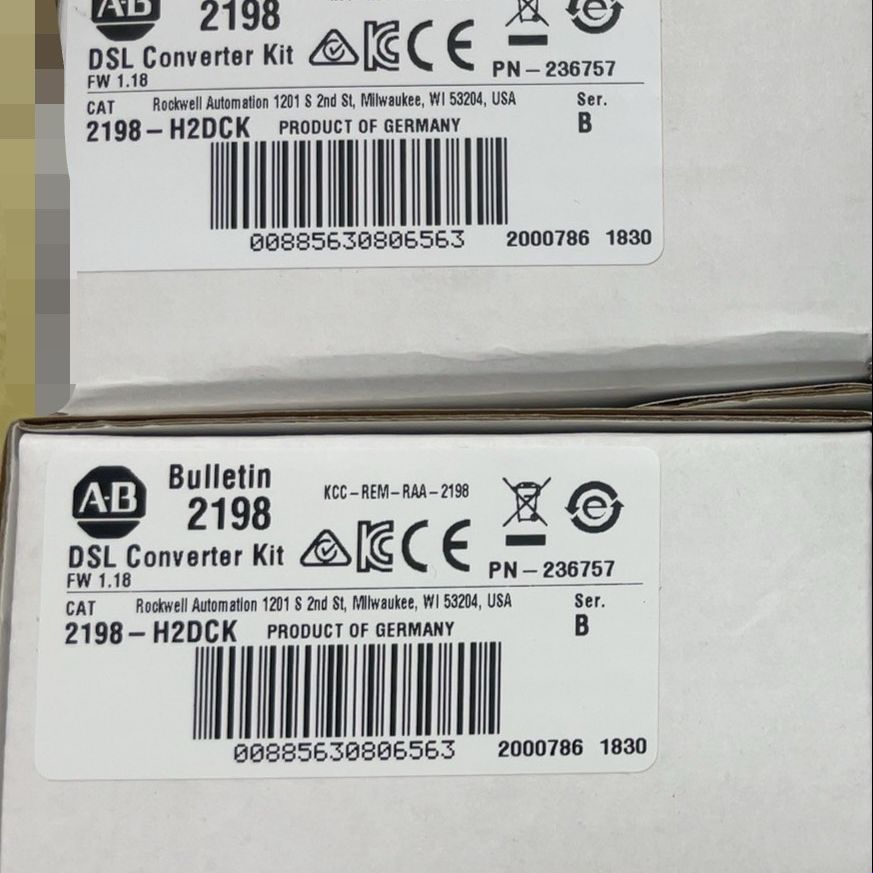 A-B
2198
DSL Converter Kit
FW 1.18
PN-236757
CAT Rockwell Automation 1201 S 2nd St, Milwaukee, WI 53204, USA Ser.
2198-H2DCK PRODUCT OF GERMANY B
00885630806563 2000786 1830
A-B Bulletin
2198
KCC-REM-RAA-2198
DSL Converter Kit
FW 1.18
PN-236757
CAT Rockwell Automation 1201 S 2nd St, Milwaukee, WI 53204, USA Ser.
2198-H2DCK PRODUCT OF GERMANY B
00885630806563 2000786 1830